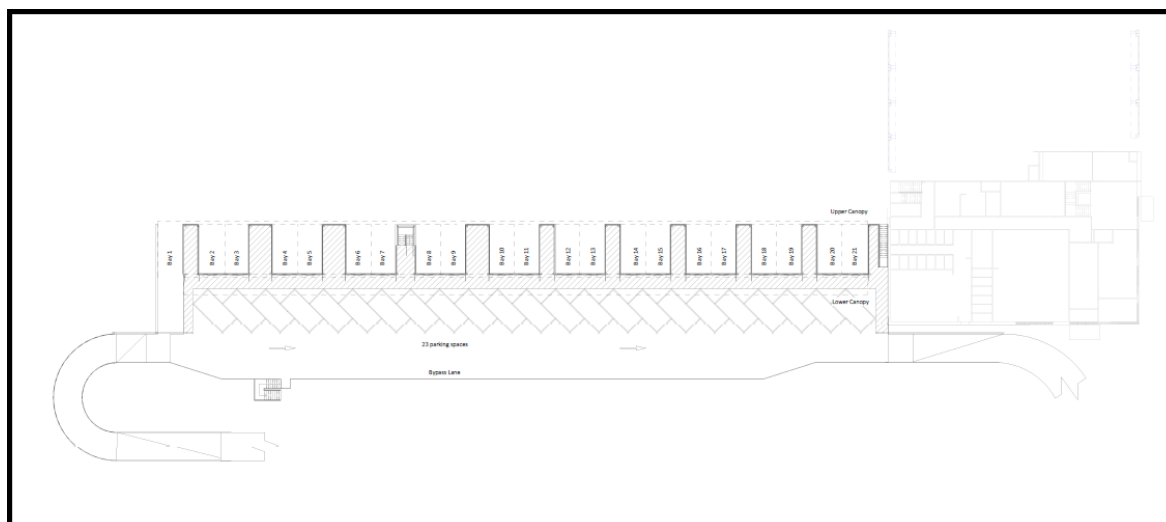 Upper Canopy
Bay 1
Bay 2
Bay 3
Bay 4
Bay 5
Bay 6
Bay 7
Bay 8
Bay 9
Bay 10
Bay 11
Bay 12
Bay 13
Bay 14
Bay 15
Bay 16
Bay 17
Bay 18
Bay 19
Bay 20
Bay 21
Lower Canopy
23 parking spaces
Bypass Lane